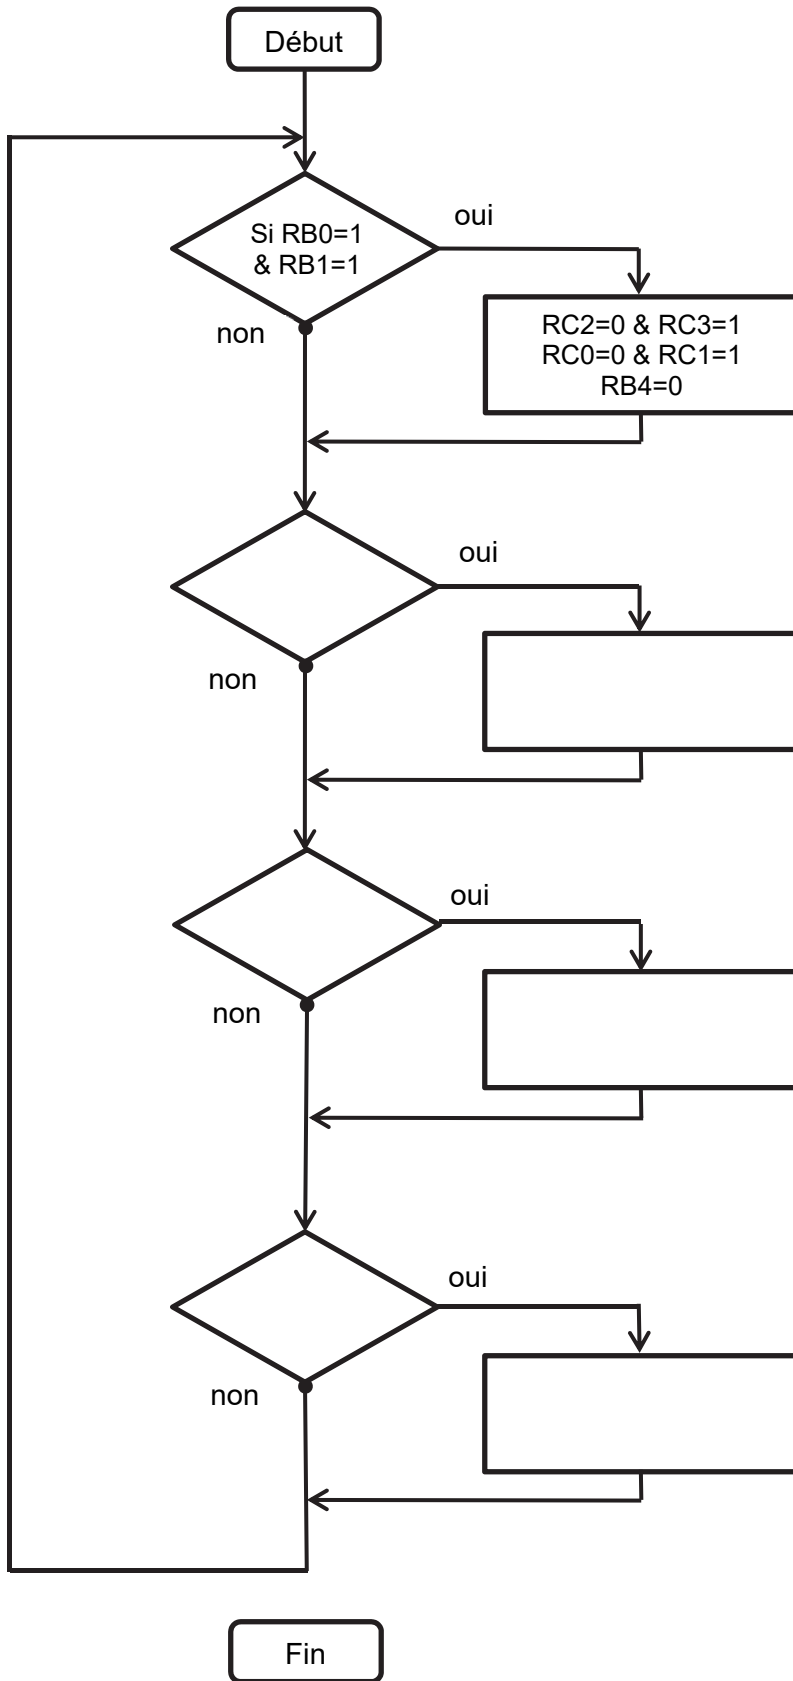 Début
oui
Si RB0=1
& RB1=1
non
RC2=0 & RC3=1
RC0=0 & RC1=1
RB4=0
oui
non
oui
non
oui
non
Fin